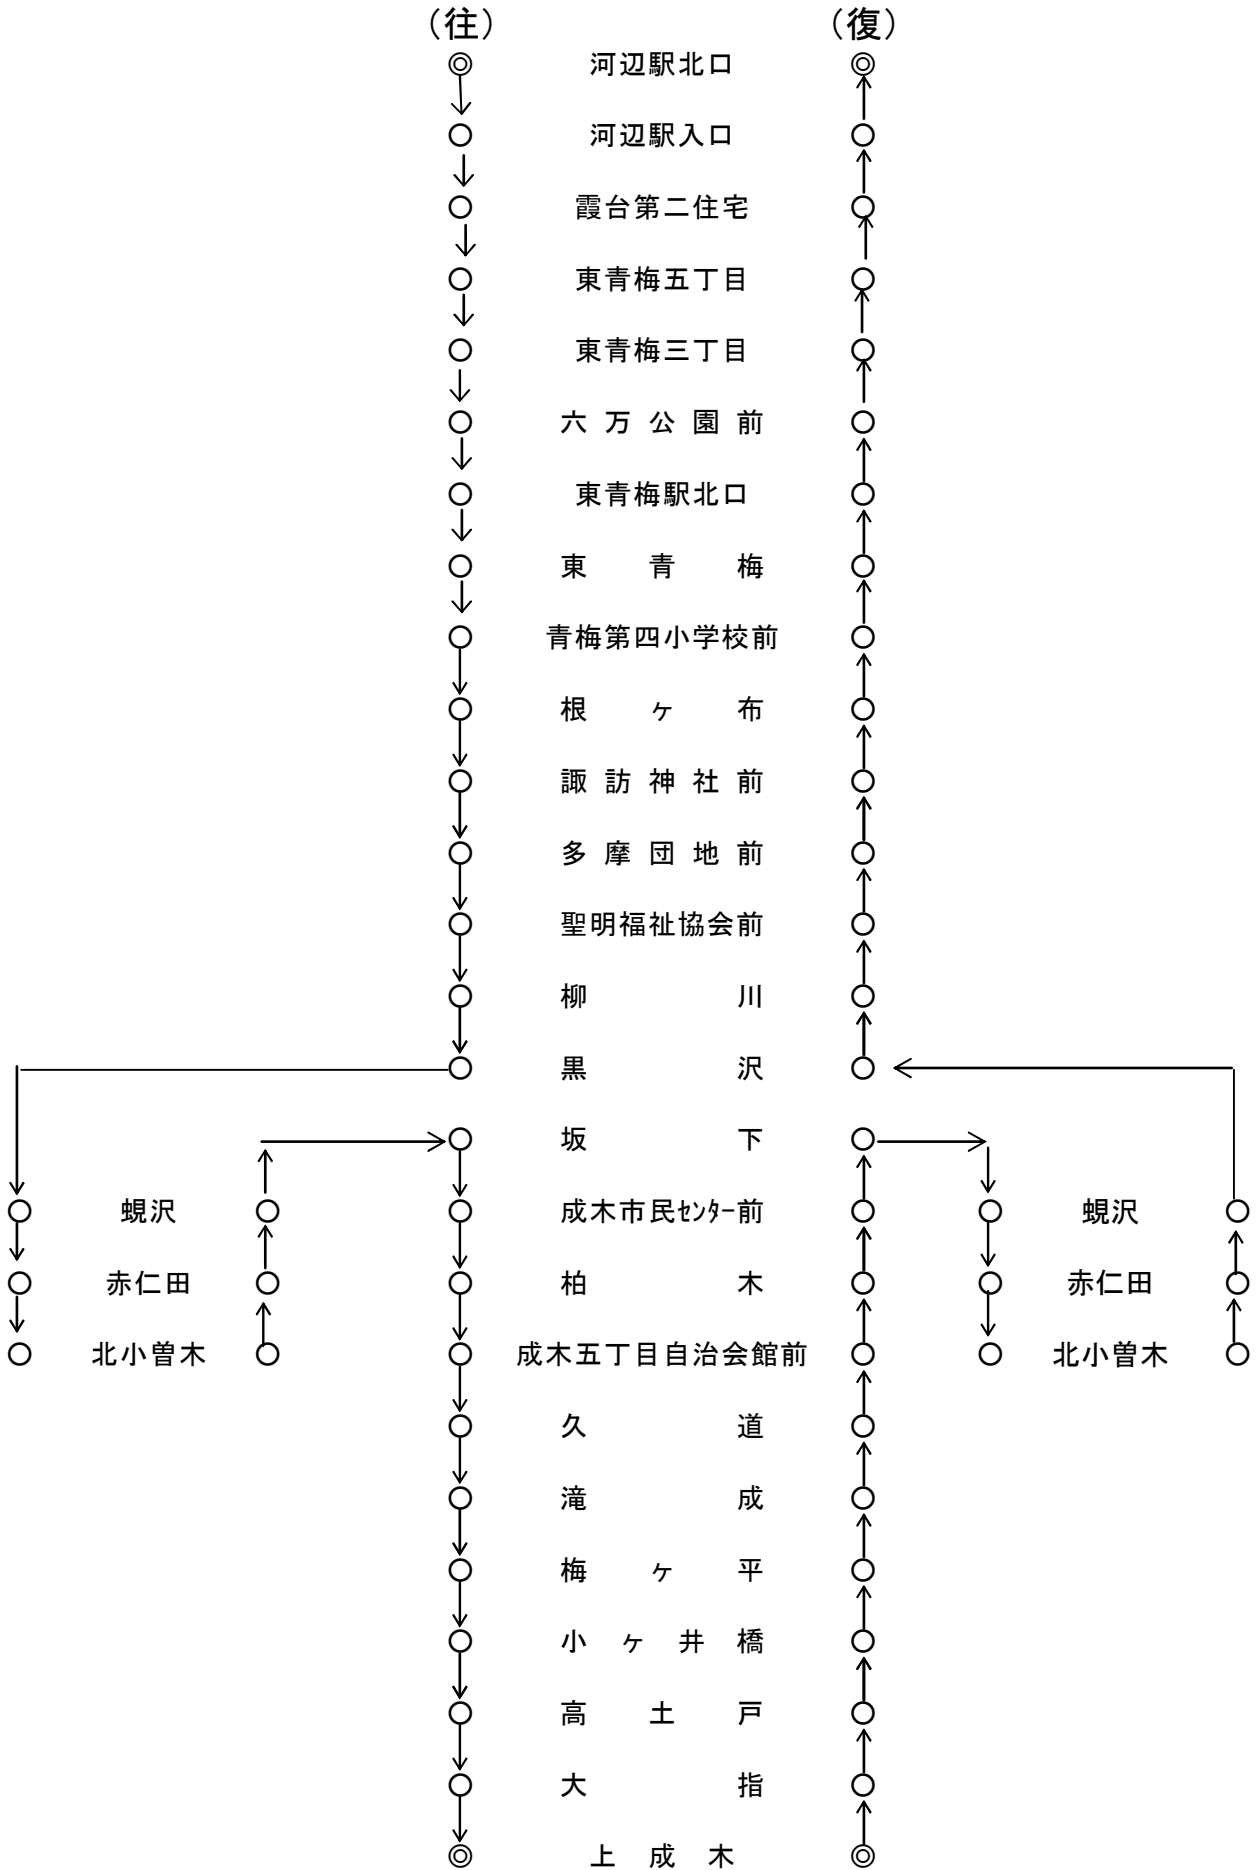 （往） （復）
河辺駅北口
河辺駅入口
霞台第二住宅
東青梅五丁目
東青梅三丁目
六万公園前
東青梅駅北口
東青梅
青梅第四小学校前
根ヶ布
諏訪神社前
多摩団地前
聖明福祉協会前
柳川
黒沢
坂下
蜆沢 成木市民ｾﾝﾀｰ前 蜆沢
赤仁田 柏木 赤仁田
北小曽木 成木五丁目自治会館前 北小曽木
久道
滝成
梅ヶ平
小ヶ井橋
高土戸
大指
上成木